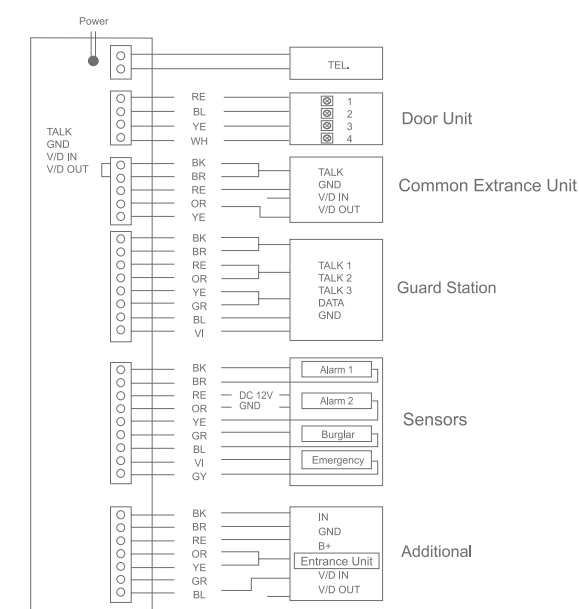 Power
TEL.
RE
BL
YE
WH
1
2
3
4
Door Unit
TALK
GND
V/D IN
V/D OUT
BK
BR
RE
OR
YE
TALK
GND
V/D IN
V/D OUT
Common Extrance Unit
BK
BR
RE
OR
YE
GR
BL
VI
TALK 1
TALK 2
TALK 3
DATA
GND
Guard Station
BK
BR
RE
OR
YE
GR
BL
VI
GY
DC 12V
GND
Alarm 1
Alarm 2
Burglar
Emergency
Sensors
BK
BR
RE
OR
YE
GR
BL
IN
GND
B+
Entrance Unit
V/D IN
V/D OUT
Additional